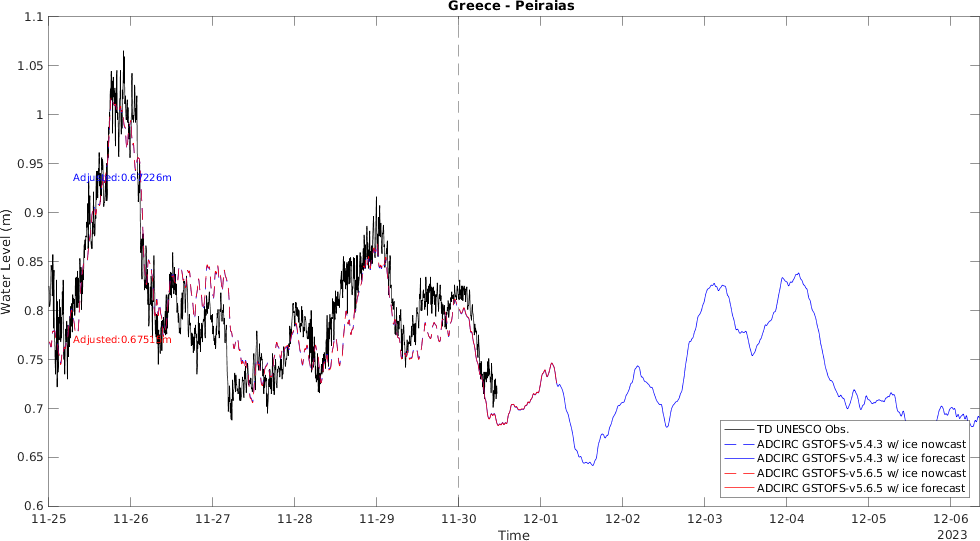 Greece - Peiraias
1.1
1.05
1
0.95
0.9
0.85
0.8
0.75
0.7
0.65
0.6
Water Level (m)
Adjusted:0.67226m
TD UNESCO Obs.
ADCIRC GSTOFS-v5.4.3 w/ ice nowcast
ADCIRC GSTOFS-v5.4.3 w/ ice forecast
ADCIRC GSTOFS-v5.6.5 w/ ice nowcast
ADCIRC GSTOFS-v5.6.5 w/ ice forecast
11-25 11-26 11-27 11-28 11-29 11-30 12-01 12-02 12-03 12-04 12-05 12-06
Time
2023